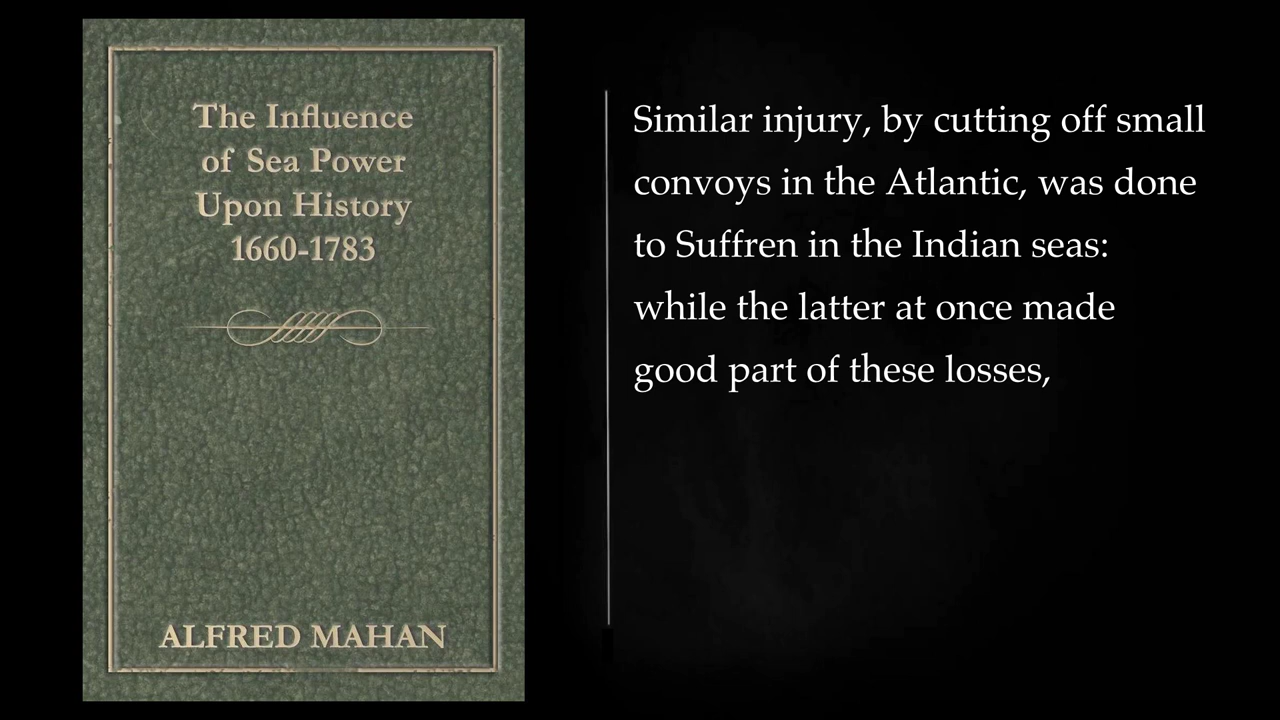 The Influence
of Sea Power
Upon History
1660-1783
ALFRED MAHAN
Similar injury, by cutting off small
convoys in the Atlantic, was done
to Suffren in the Indian seas:
while the latter at once made
good part of these losses,